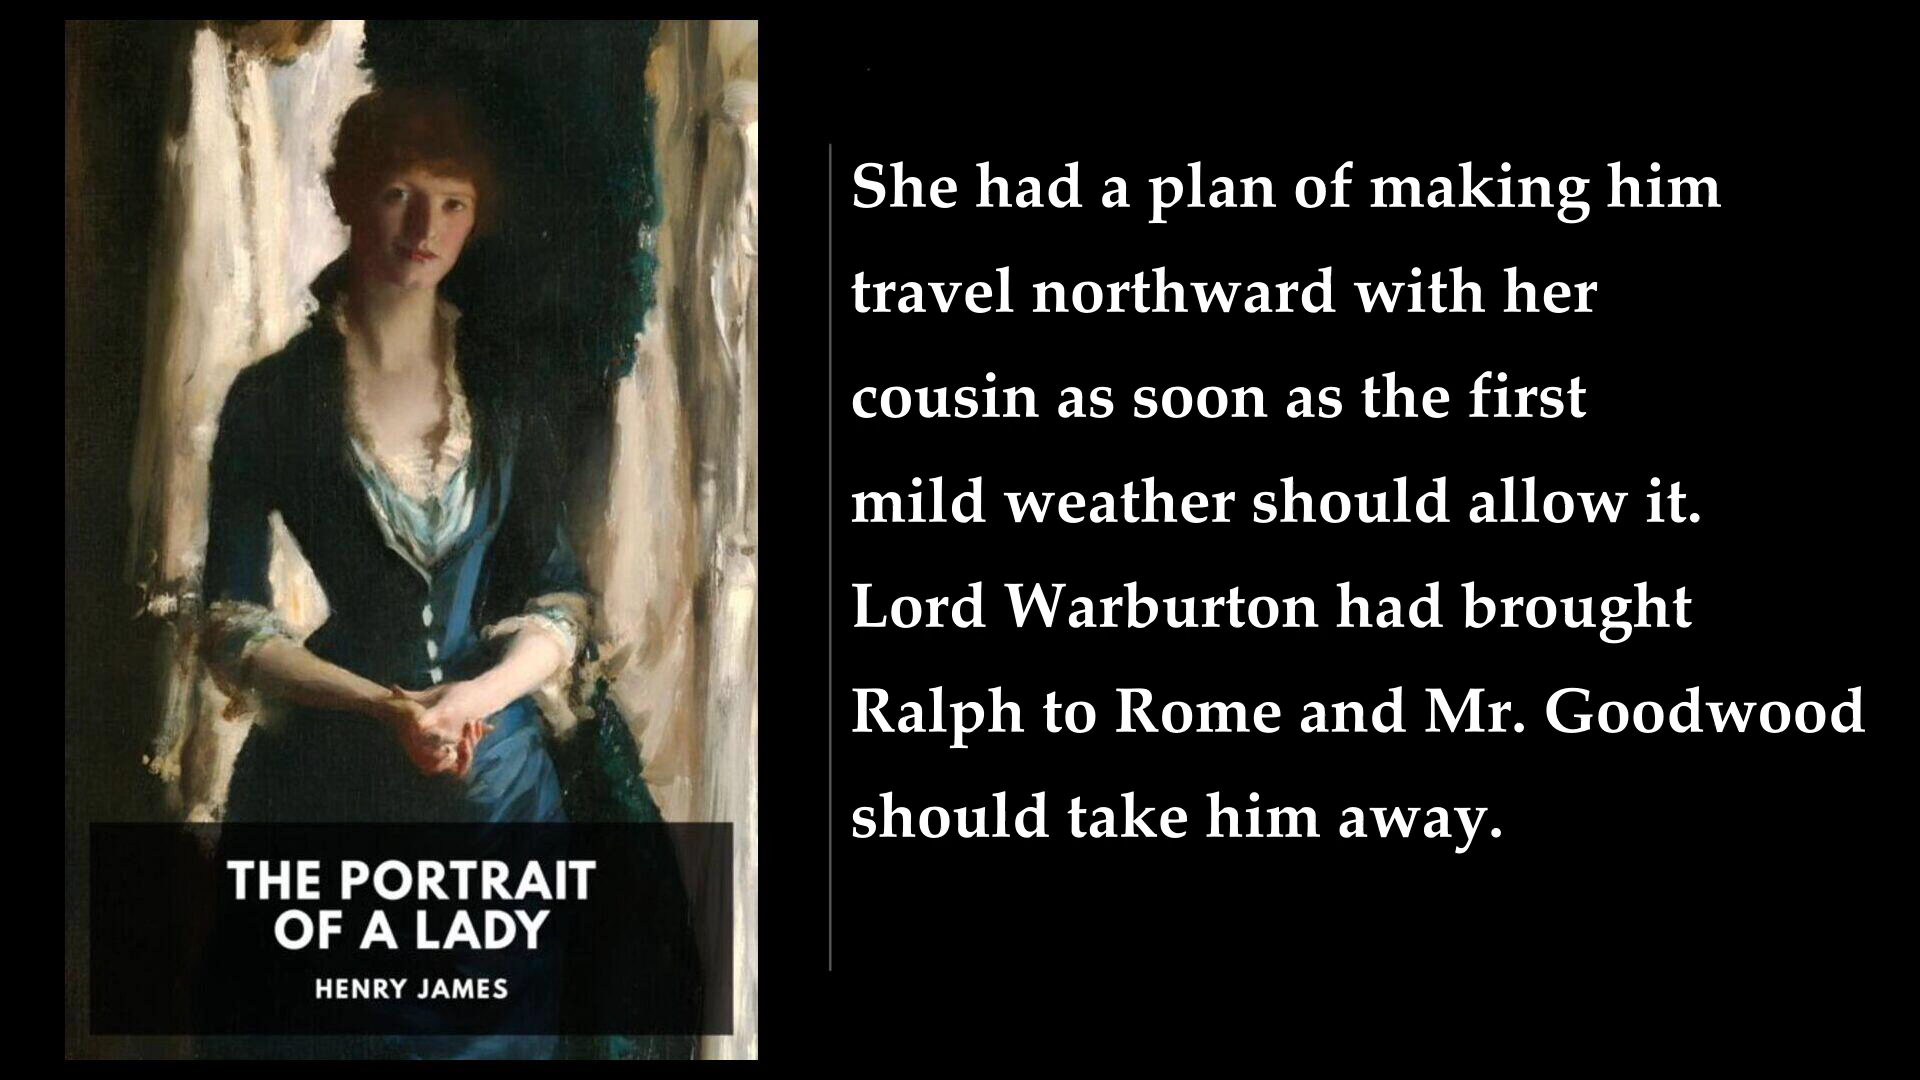 THE PORTRAIT
OF A LADY
HENRY JAMES
She had a plan of making him
travel northward with her
cousin as soon as the first
mild weather should allow it.
Lord Warburton had brought
Ralph to Rome and Mr. Goodwood
should take him away.